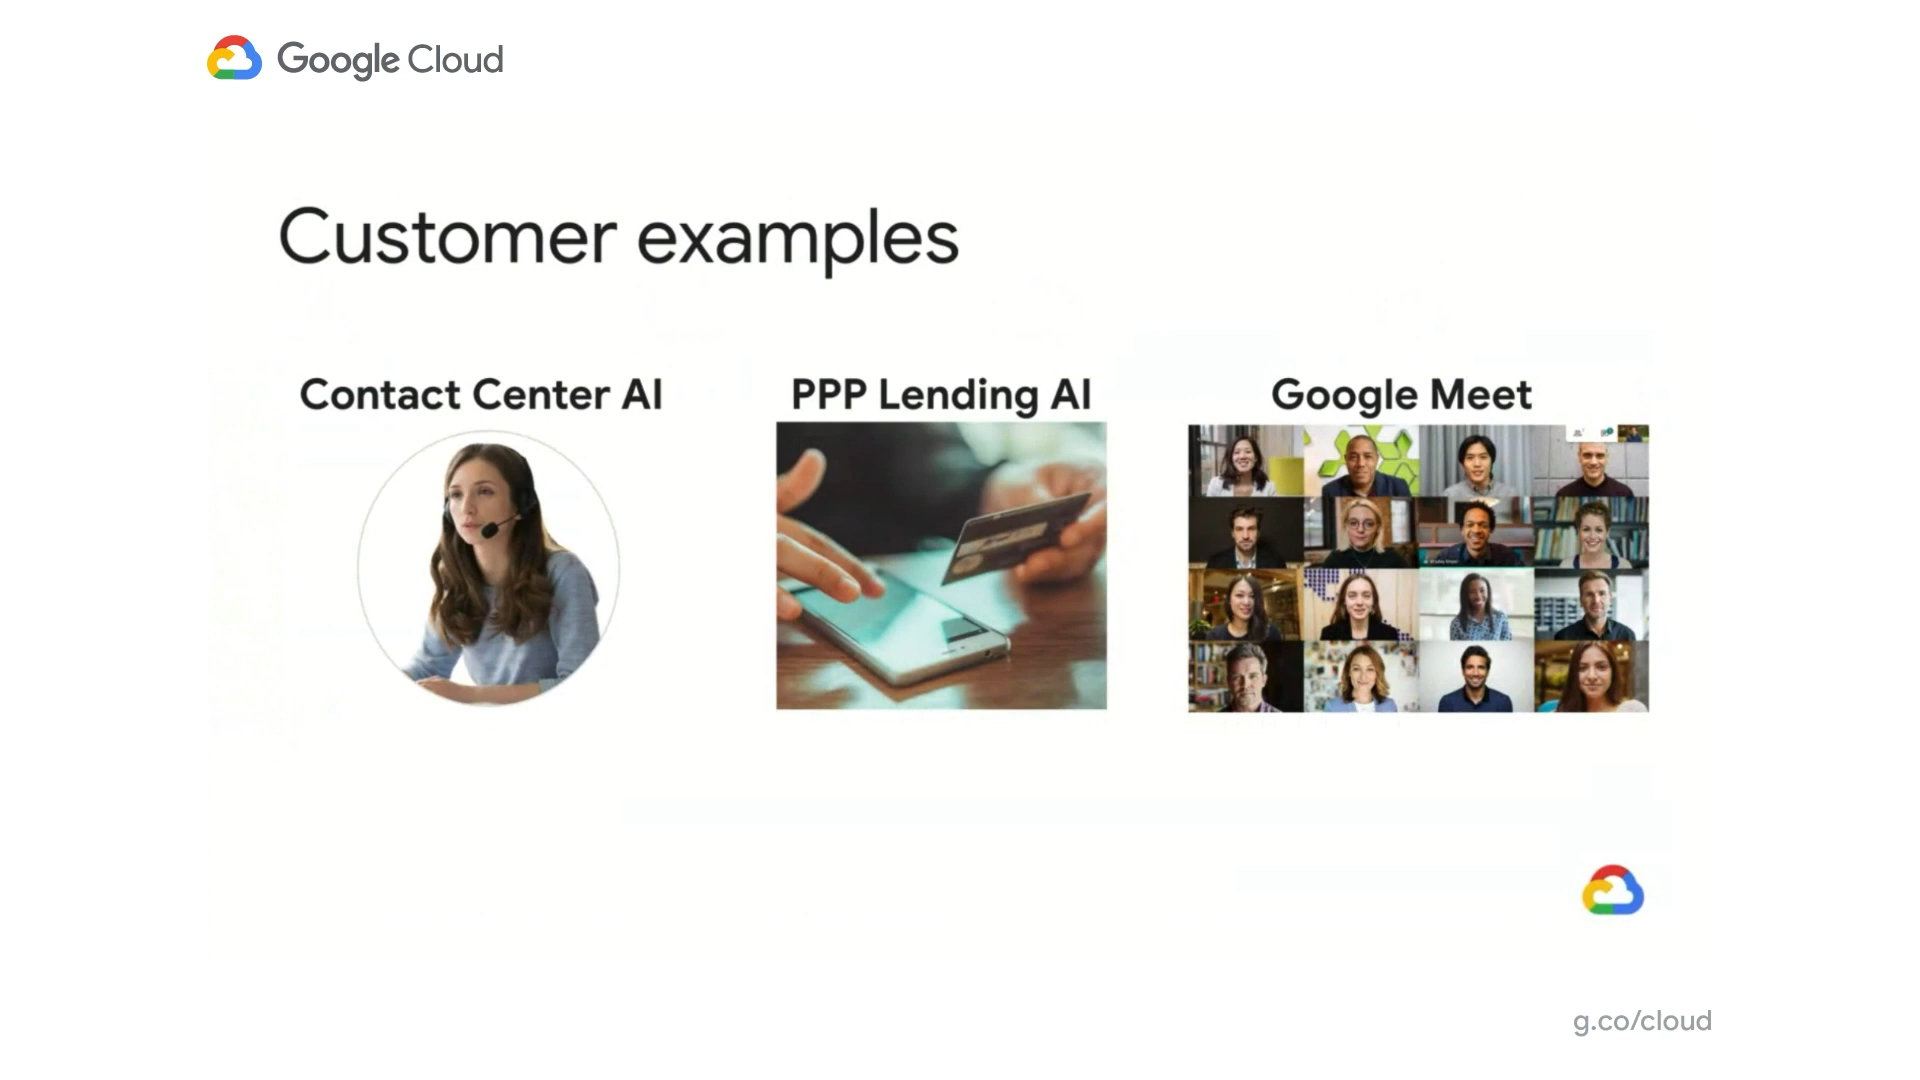 Google Cloud
Customer examples
Contact Center AI
PPP Lending AI
Google Meet
g.co/cloud